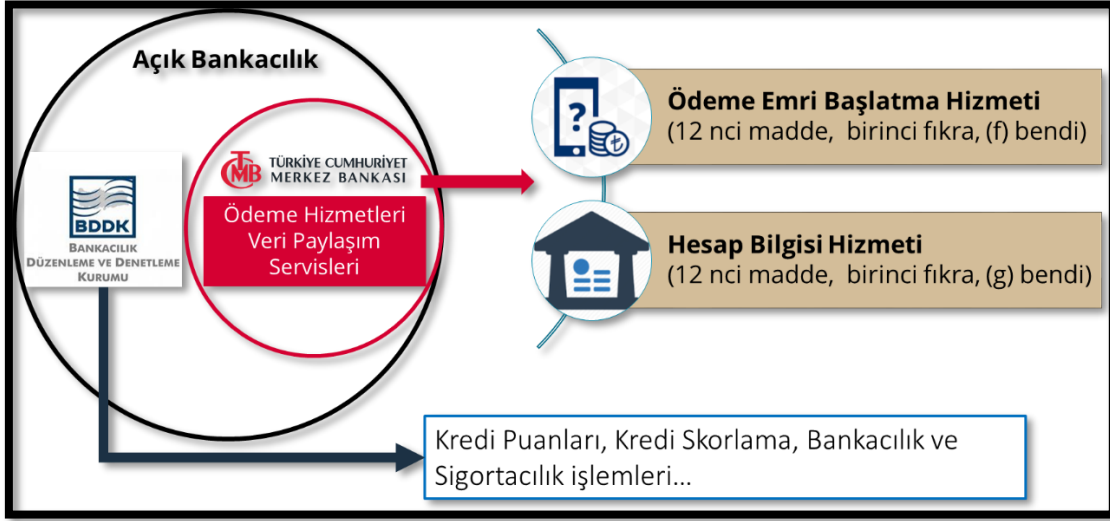 Açık Bankacılık
BDDK
BANKACILIK
DÜZENLEME VE DENETLEME
KURUMU
TCMB
TÜRKİYE CUMHURİYET
MERKEZ BANKASI
Ödeme Hizmetleri
Veri Paylaşım
Servisleri
?
₺
Ödeme Emri Başlatma Hizmeti
(12 nci madde, birinci fıkra, (f) bendi)
Hesap Bilgisi Hizmeti
(12 nci madde, birinci fıkra, (g) bendi)
Kredi Puanları, Kredi Skorlama, Bankacılık ve
Sigortacılık işlemleri...